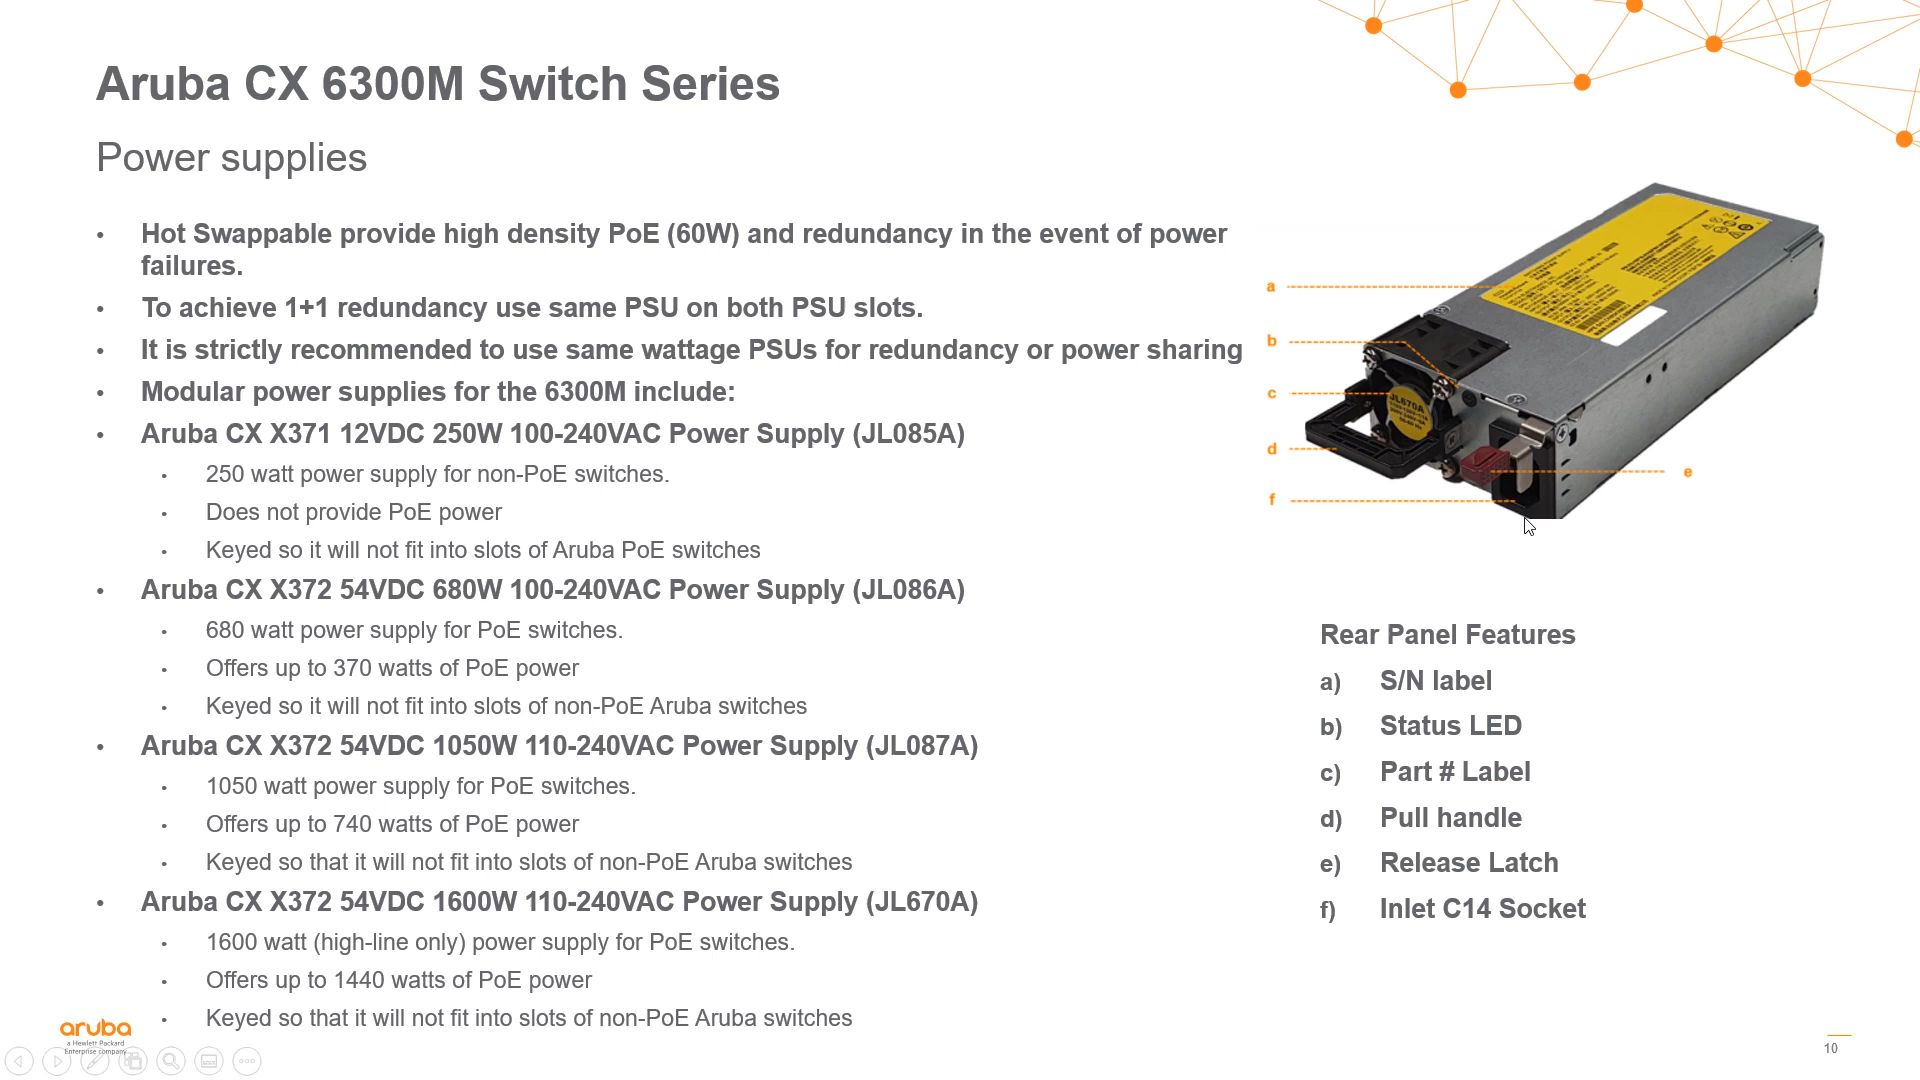 Aruba CX 6300M Switch Series
Power supplies
• Hot Swappable provide high density PoE (60W) and redundancy in the event of power
failures.
• To achieve 1+1 redundancy use same PSU on both PSU slots.
• It is strictly recommended to use same wattage PSUs for redundancy or power sharing
• Modular power supplies for the 6300M include:
• Aruba CX X371 12VDC 250W 100-240VAC Power Supply (JL085A)
• 250 watt power supply for non-PoE switches.
• Does not provide PoE power
• Keyed so it will not fit into slots of Aruba PoE switches
• Aruba CX X372 54VDC 680W 100-240VAC Power Supply (JL086A)
• 680 watt power supply for PoE switches.
• Offers up to 370 watts of PoE power
• Keyed so it will not fit into slots of non-PoE Aruba switches
• Aruba CX X372 54VDC 1050W 110-240VAC Power Supply (JL087A)
• 1050 watt power supply for PoE switches.
• Offers up to 740 watts of PoE power
• Keyed so that it will not fit into slots of non-PoE Aruba switches
• Aruba CX X372 54VDC 1600W 110-240VAC Power Supply (JL670A)
• 1600 watt (high-line only) power supply for PoE switches.
• Offers up to 1440 watts of PoE power
• Keyed so that it will not fit into slots of non-PoE Aruba switches
a
b
c
d
e
f
JL670A
Rear Panel Features
a) S/N label
b) Status LED
c) Part # Label
d) Pull handle
e) Release Latch
f) Inlet C14 Socket
aruba
a Hewlett Packard
Enterprise company
10